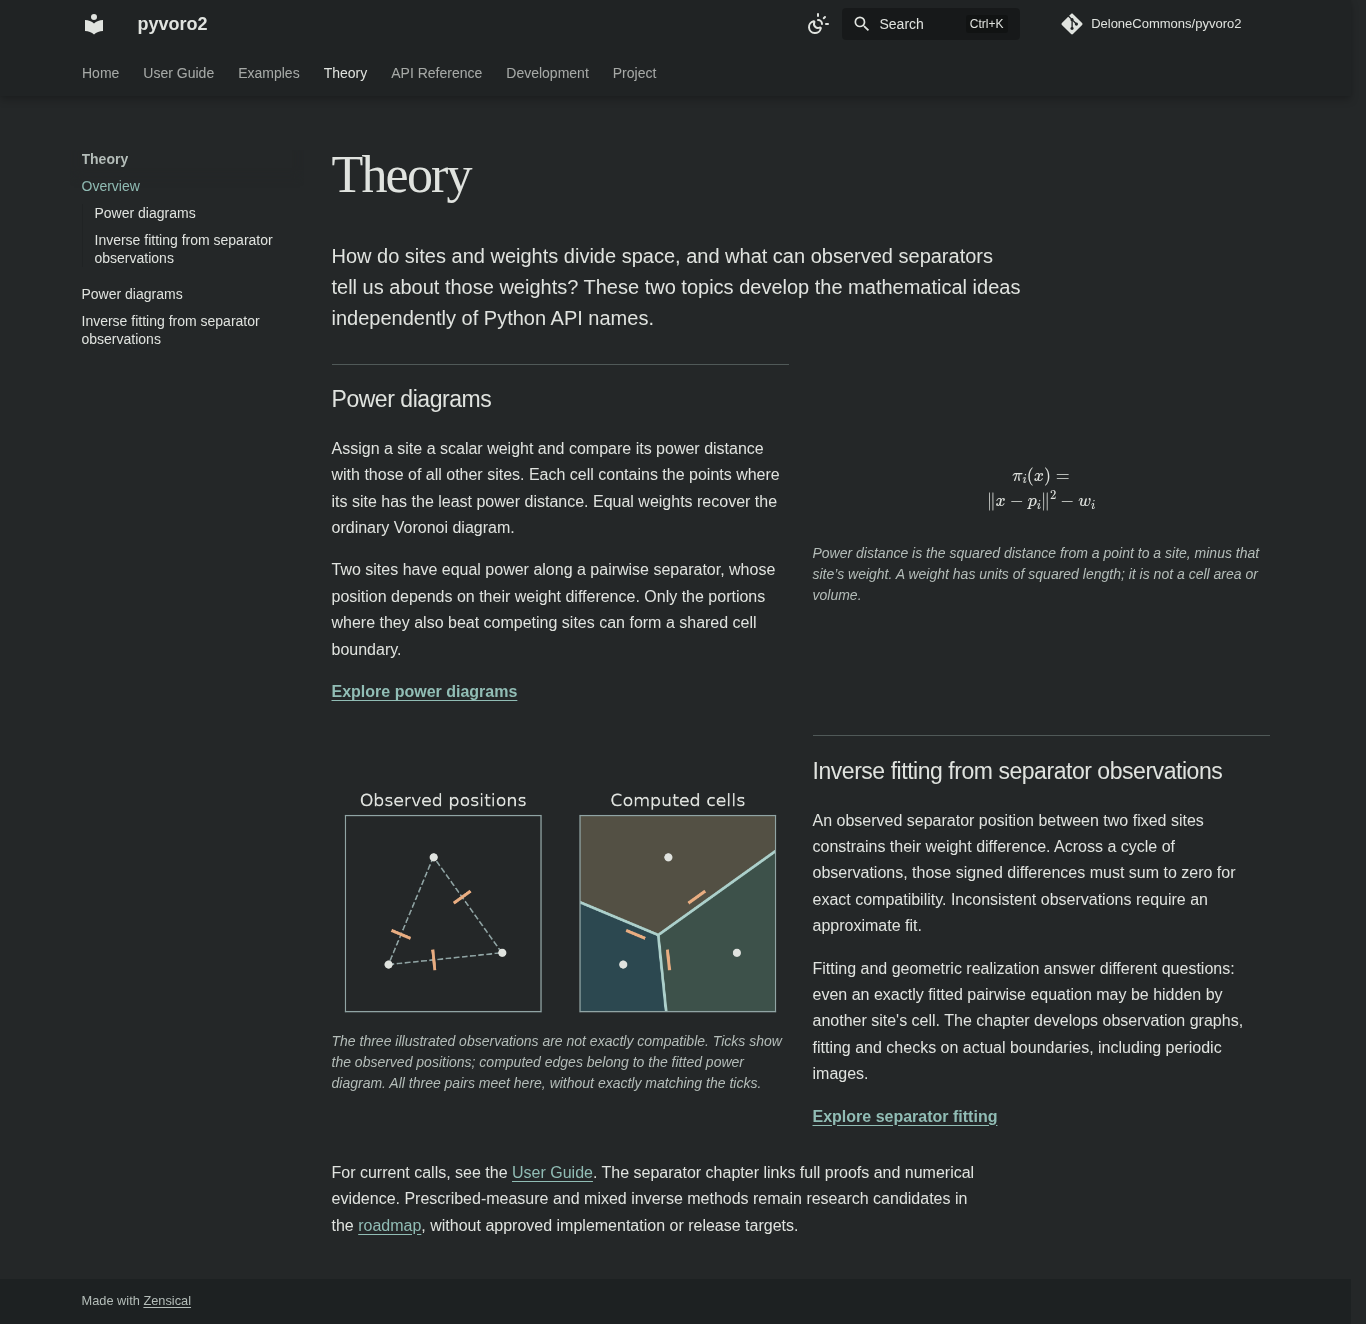 pyvoro2
Search
Ctrl+K
DeloneCommons/pyvoro2
Home
User Guide
Examples
Theory
API Reference
Development
Project
Theory
Overview
Power diagrams
Inverse fitting from separator
observations
Power diagrams
Inverse fitting from separator
observations
Theory
How do sites and weights divide space, and what can observed separators
tell us about those weights? These two topics develop the mathematical ideas
independently of Python API names.
Power diagrams
Assign a site a scalar weight and compare its power distance
with those of all other sites. Each cell contains the points where
its site has the least power distance. Equal weights recover the
ordinary Voronoi diagram.
Two sites have equal power along a pairwise separator, whose
position depends on their weight difference. Only the portions
where they also beat competing sites can form a shared cell
boundary.
Explore power diagrams
πᵢ(x) =
‖x − pᵢ‖² − wᵢ
Power distance is the squared distance from a point to a site, minus that
site’s weight. A weight has units of squared length; it is not a cell area or
volume.
Observed positions
Computed cells
The three illustrated observations are not exactly compatible. Ticks show
the observed positions; computed edges belong to the fitted power
diagram. All three pairs meet here, without exactly matching the ticks.
Inverse fitting from separator observations
An observed separator position between two fixed sites
constrains their weight difference. Across a cycle of
observations, those signed differences must sum to zero for
exact compatibility. Inconsistent observations require an
approximate fit.
Fitting and geometric realization answer different questions:
even an exactly fitted pairwise equation may be hidden by
another site's cell. The chapter develops observation graphs,
fitting and checks on actual boundaries, including periodic
images.
Explore separator fitting
For current calls, see the User Guide. The separator chapter links full proofs and numerical
evidence. Prescribed-measure and mixed inverse methods remain research candidates in
the roadmap, without approved implementation or release targets.
Made with Zensical